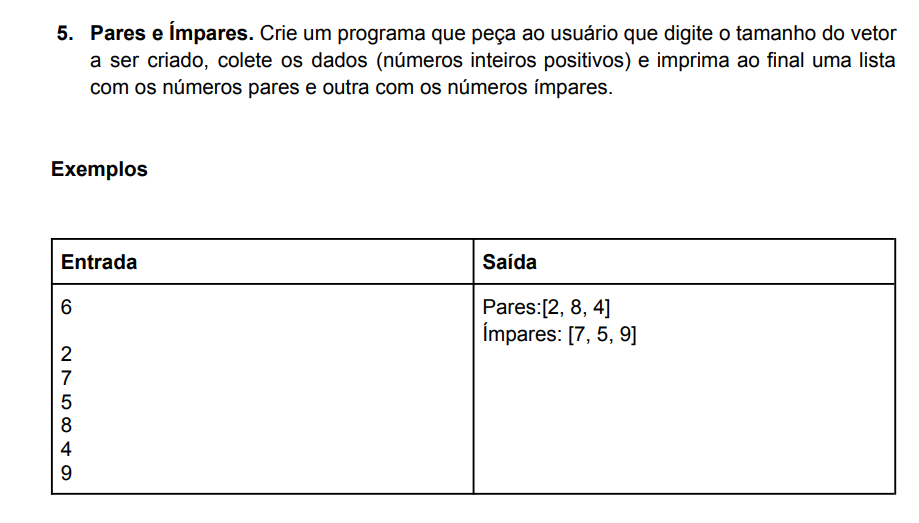 5. Pares e Ímpares. Crie um programa que peça ao usuário que digite o tamanho do vetor
a ser criado, colete os dados (números inteiros positivos) e imprima ao final uma lista
com os números pares e outra com os números ímpares.
Exemplos
Entrada
Saída
6
2
7
5
8
4
9
Pares:[2, 8, 4]
Ímpares: [7, 5, 9]